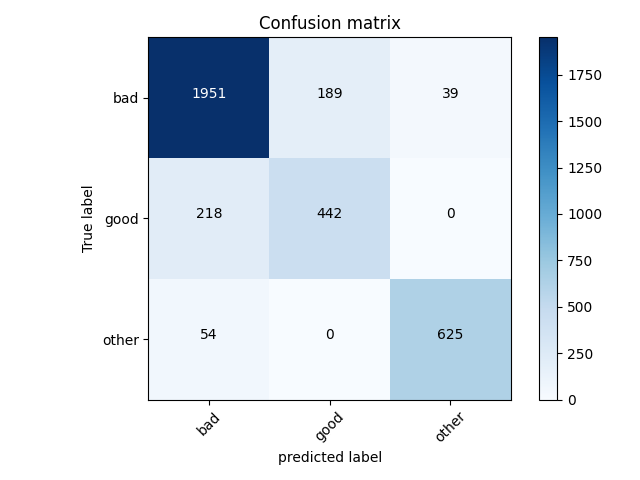 Confusion matrix
bad 1951 189 39
good 218 442 0
other 54 0 625
bad good other
predicted label
True label
1750
1500
1250
1000
750
500
250
0